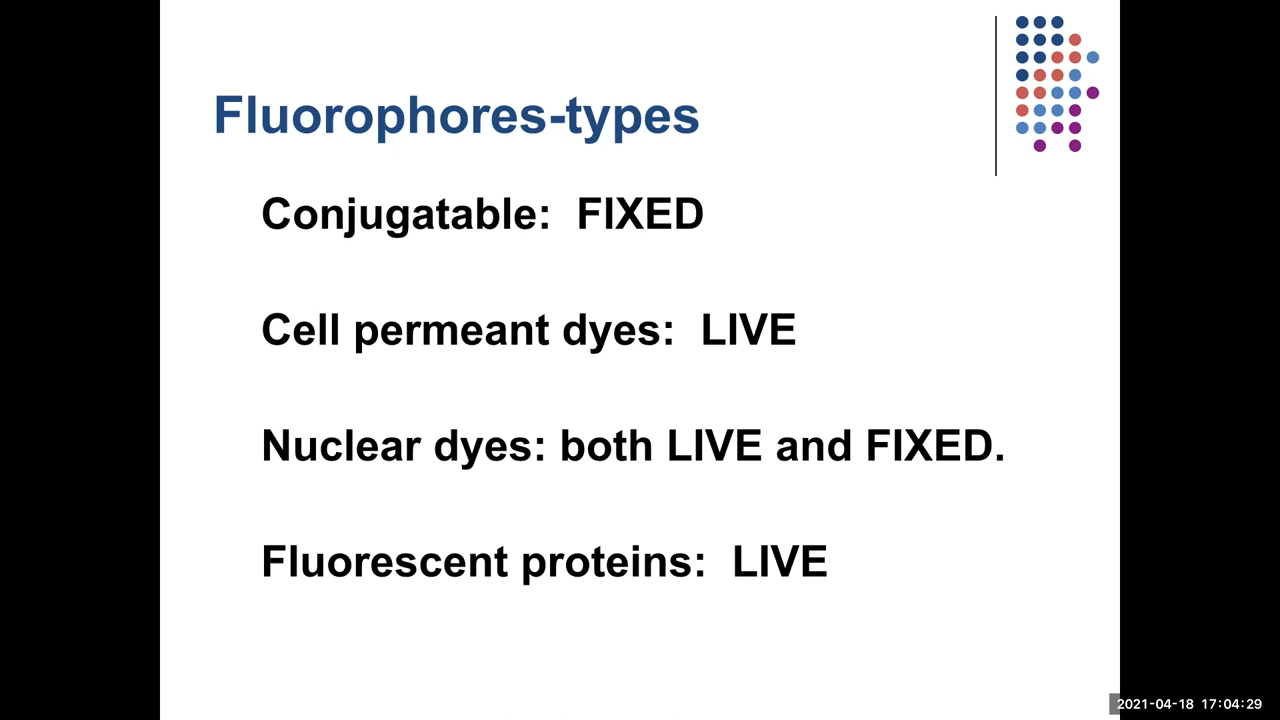 Fluorophores-types
Conjugatable:  FIXED
Cell permeant dyes:  LIVE
Nuclear dyes: both LIVE and FIXED.
Fluorescent proteins:  LIVE
2021-04-18  17:04:29